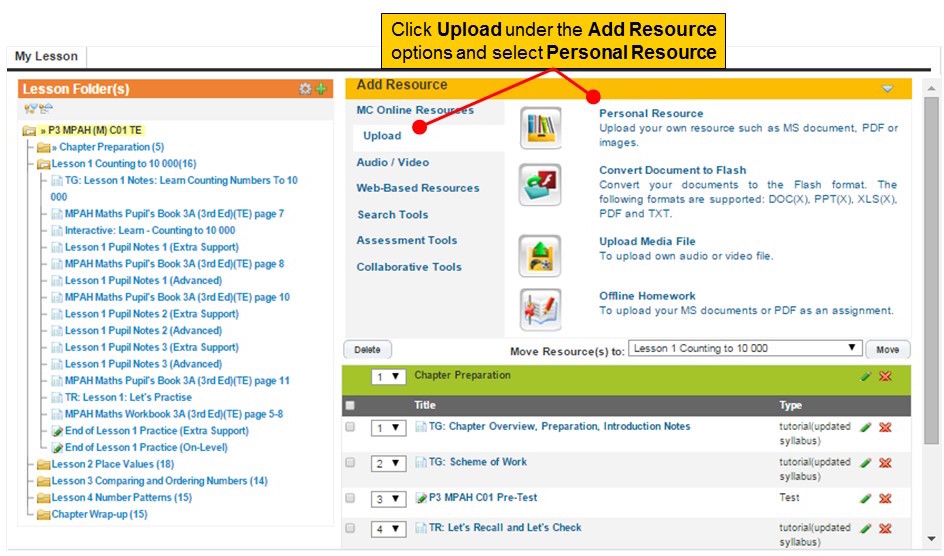 Click Upload under the Add Resource
options and select Personal Resource
My Lesson
Lesson Folder(s)
» P3 MPAH (M) C01 TE
» Chapter Preparation (5)
Lesson 1 Counting to 10 000(16)
TG: Lesson 1 Notes: Learn Counting Numbers To 10
000
MPAH Maths Pupil's Book 3A (3rd Ed)(TE) page 7
Interactive: Learn - Counting to 10 000
Lesson 1 Pupil Notes 1 (Extra Support)
MPAH Maths Pupil's Book 3A (3rd Ed)(TE) page 8
Lesson 1 Pupil Notes 1 (Advanced)
MPAH Maths Pupil's Book 3A (3rd Ed)(TE) page 10
Lesson 1 Pupil Notes 2 (Extra Support)
Lesson 1 Pupil Notes 2 (Advanced)
Lesson 1 Pupil Notes 3 (Extra Support)
Lesson 1 Pupil Notes 3 (Advanced)
MPAH Maths Pupil's Book 3A (3rd Ed)(TE) page 11
TR: Lesson 1: Let's Practise
MPAH Maths Workbook 3A (3rd Ed)(TE) page 5-8
End of Lesson 1 Practice (Extra Support)
End of Lesson 1 Practice (On-Level)
Lesson 2 Place Values (18)
Lesson 3 Comparing and Ordering Numbers (14)
Lesson 4 Number Patterns (15)
Chapter Wrap-up (15)
Add Resource
MC Online Resources
Upload
Audio / Video
Web-Based Resources
Search Tools
Assessment Tools
Collaborative Tools
Personal Resource
Upload your own resource such as MS document, PDF or
images.
Convert Document to Flash
Convert your documents to the Flash format. The
following formats are supported: DOC(X), PPT(X), XLS(X),
PDF and TXT.
Upload Media File
To upload own audio or video file.
Offline Homework
To upload your MS documents or PDF as an assignment.
Delete
Move Resource(s) to: Lesson 1 Counting to 10 000
Move
1 Chapter Preparation
Title Type
1 TG: Chapter Overview, Preparation, Introduction Notes tutorial(updated
syllabus)
2 TG: Scheme of Work tutorial(updated
syllabus)
3 P3 MPAH C01 Pre-Test Test
4 TR: Let's Recall and Let's Check tutorial(updated
syllabus)